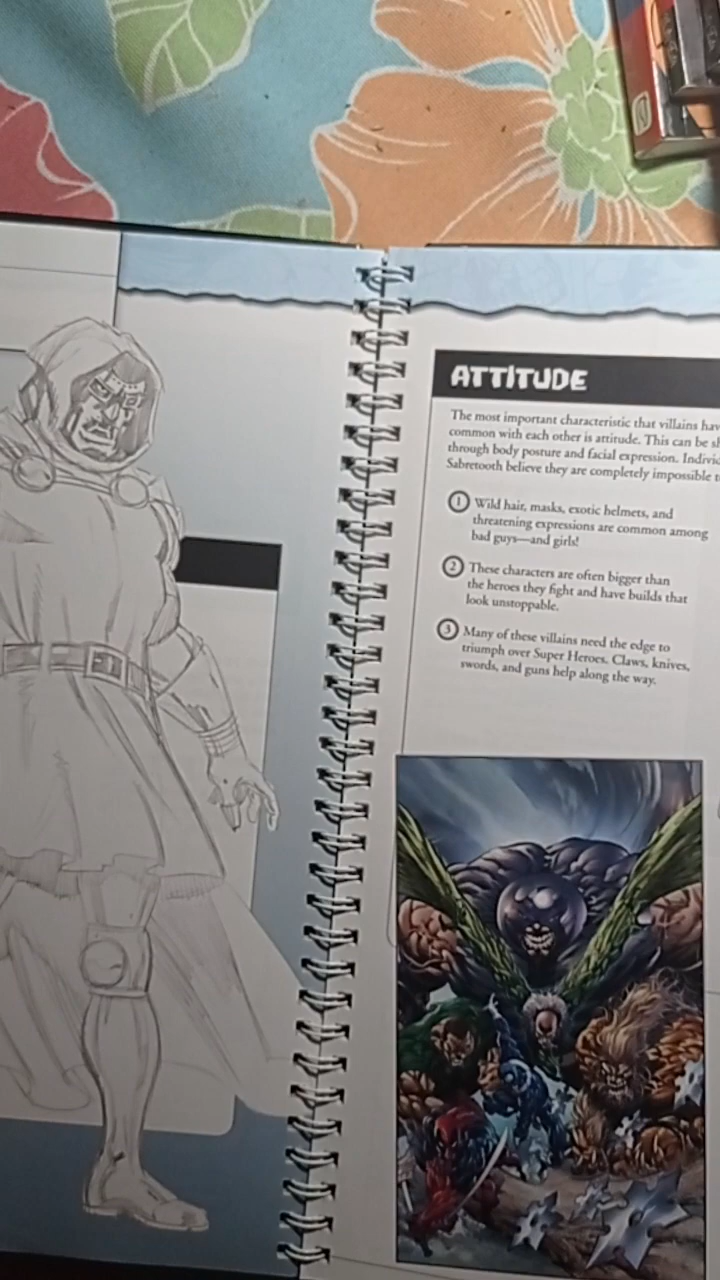 ATTITUDE
The most important characteristic that villains
common with each other is attitude. This can be
through body posture and facial expression.
Sabretooth believe they are completely impossible
1 Wild hair, masks, exotic helmets, and
threatening expressions are common among
bad guys—and girls!
2 These characters are often bigger than
the heroes they fight and have builds that
look unstoppable.
3 Many of these villains need the edge to
triumph over Super Heroes. Claws, knives,
swords, and guns help along the way.